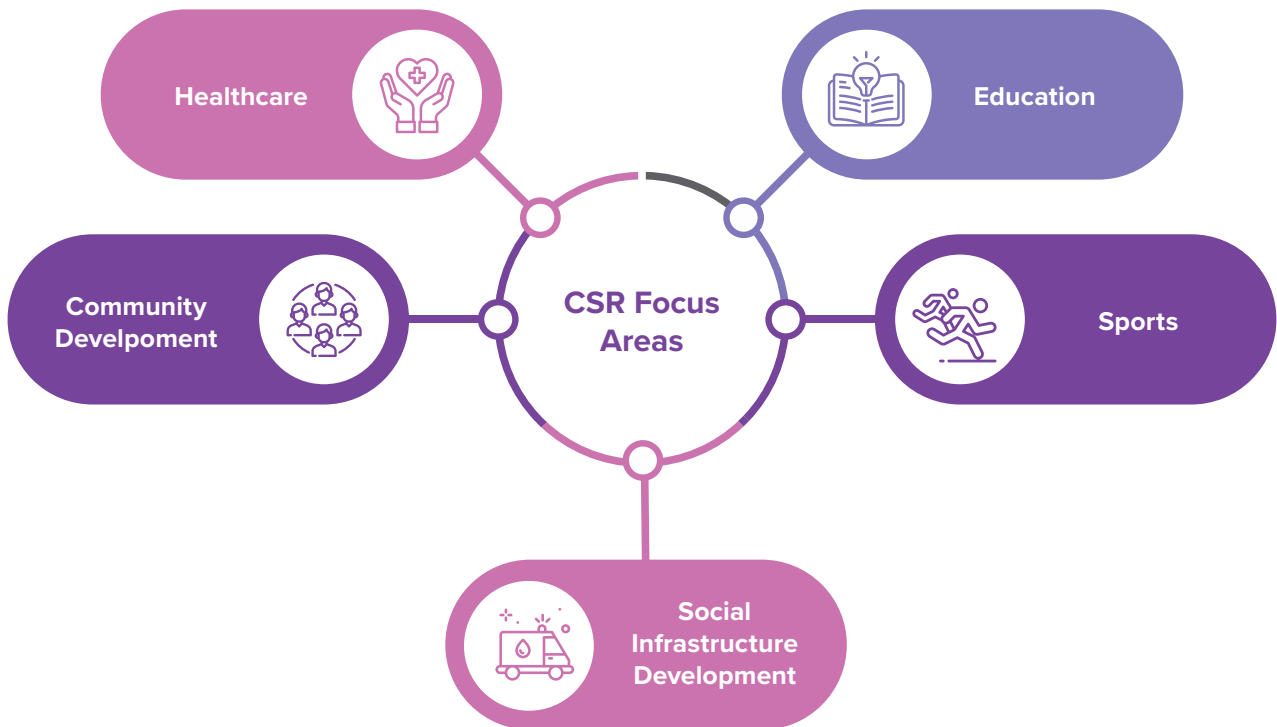 Healthcare
Education
Community
Develpoment
CSR Focus
Areas
Sports
Social
Infrastructure
Development